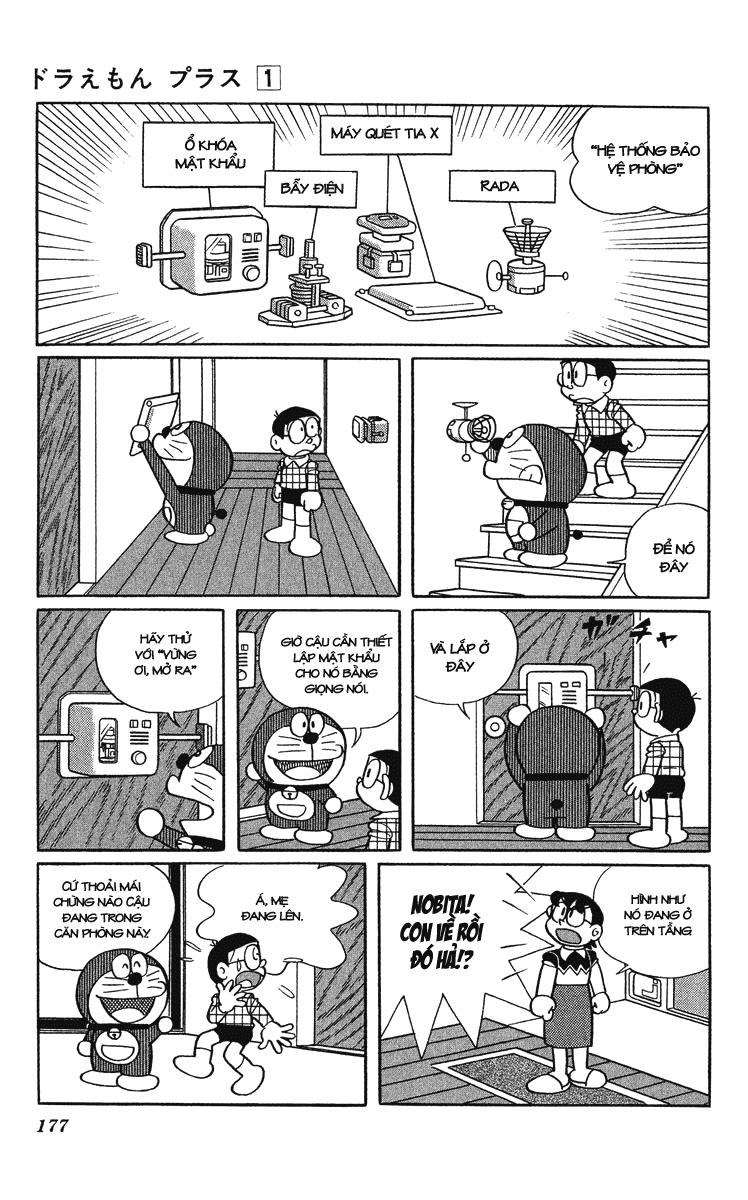 ドラえもん プラス 1
"HỆ THỐNG BẢO
VỆ PHÒNG"
RADA
MÁY QUÉT TIA X
BẪY ĐIỆN
Ổ KHÓA
MẬT KHẨU
ĐỂ NÓ
ĐÂY
VÀ LẮP Ở
ĐÂY
ガチャ
GIỜ CẬU CẦN THIẾT
LẬP MẬT KHẨU
CHO NÓ BẰNG
GIỌNG NÓI.
HÃY THỬ
VỚI "VỪNG
ƠI, MỞ RA"
HÌNH NHƯ
NÓ ĐANG Ở
TRÊN TẦNG
NOBITA!
CON VỀ RỒI
ĐÓ HẢ!?
Á, MẸ
ĐANG LÊN.
CỨ THOẢI MÁI
CHỪNG NÀO CẬU
ĐANG TRONG
CĂN PHÒNG NÀY.
177